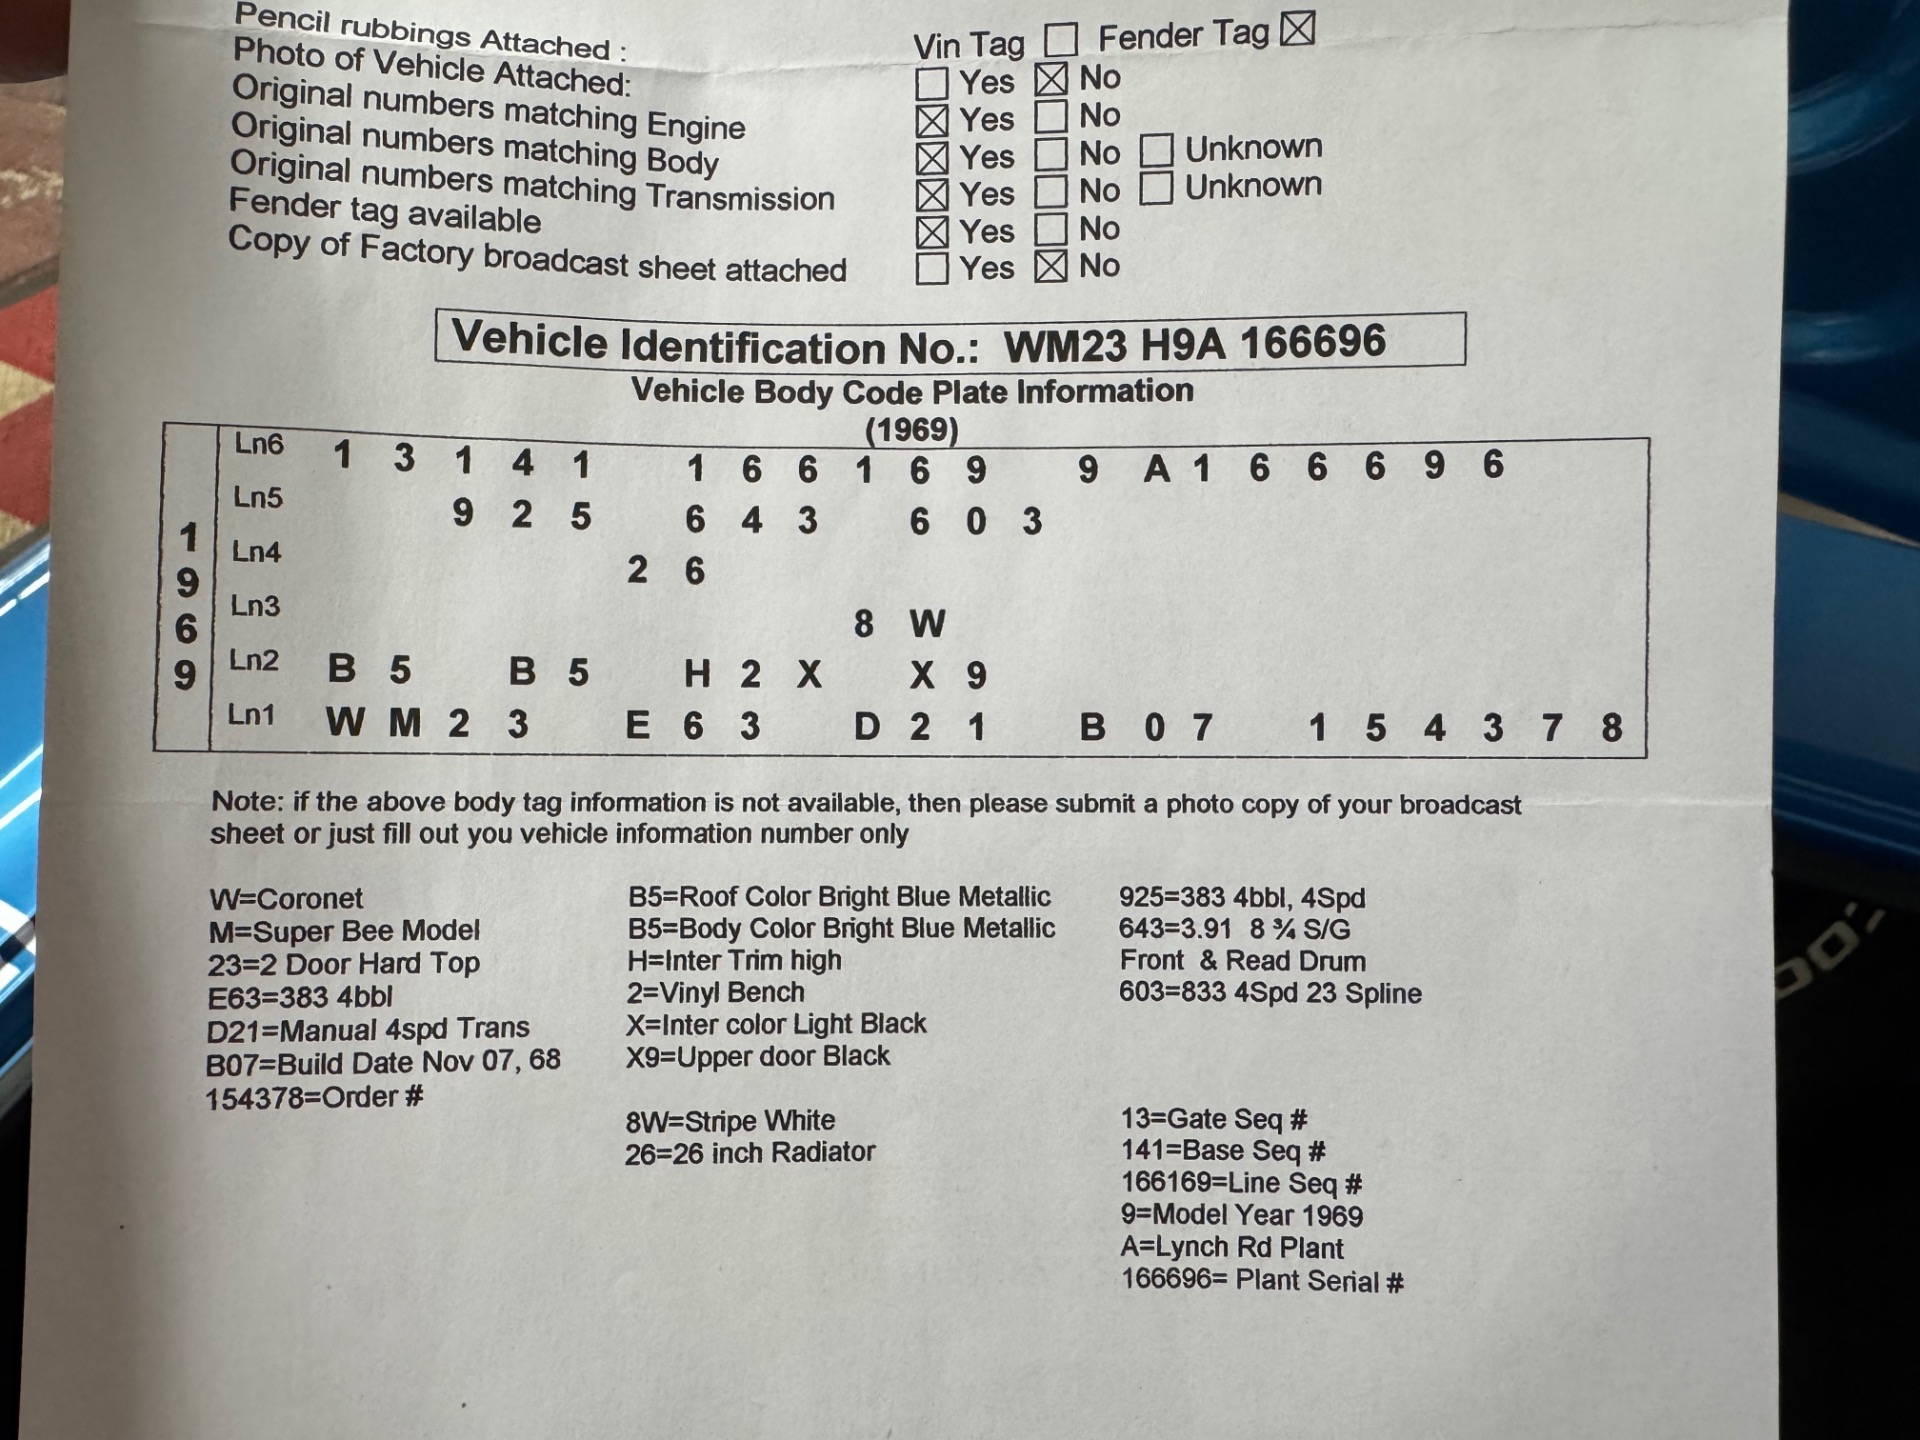 Pencil rubbings Attached : Vin Tag Fender Tag
Photo of Vehicle Attached: Yes No
Original numbers matching Engine Yes No
Original numbers matching Body Yes No Unknown
Original numbers matching Transmission Yes No Unknown
Fender tag available Yes No
Copy of Factory broadcast sheet attached Yes No
Vehicle Identification No.: WM23 H9A 166696
Vehicle Body Code Plate Information
(1969)
1969
Ln6 1 3 1 4 1 1 6 6 1 6 9 9 A 1 6 6 6 9 6
Ln5 9 2 5 6 4 3 6 0 3
Ln4 2 6
Ln3 8 W
Ln2 B 5 B 5 H 2 X X 9
Ln1 W M 2 3 E 6 3 D 2 1 B 0 7 1 5 4 3 7 8
Note: if the above body tag information is not available, then please submit a photo copy of your broadcast
sheet or just fill out you vehicle information number only
W=Coronet
M=Super Bee Model
23=2 Door Hard Top
E63=383 4bbl
D21=Manual 4spd Trans
B07=Build Date Nov 07, 68
154378=Order #
B5=Roof Color Bright Blue Metallic
B5=Body Color Bright Blue Metallic
H=Inter Trim high
2=Vinyl Bench
X=Inter color Light Black
X9=Upper door Black
8W=Stripe White
26=26 inch Radiator
925=383 4bbl, 4Spd
643=3.91 8 ¾ S/G
Front & Read Drum
603=833 4Spd 23 Spline
13=Gate Seq #
141=Base Seq #
166169=Line Seq #
9=Model Year 1969
A=Lynch Rd Plant
166696= Plant Serial #